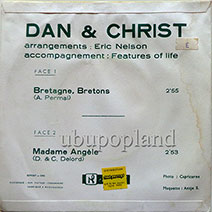 DAN & CHRIST
arrangements : Eric Nelson
accompagnement : Features of life
E
FACE 1
Bretagne, Bretons 2'55
(A. Permal)
ubupopland
FACE 2
Madame Angèle 2'53
(D. & C. Delord)
Photo : Capricorne
Maquette : Ange B.